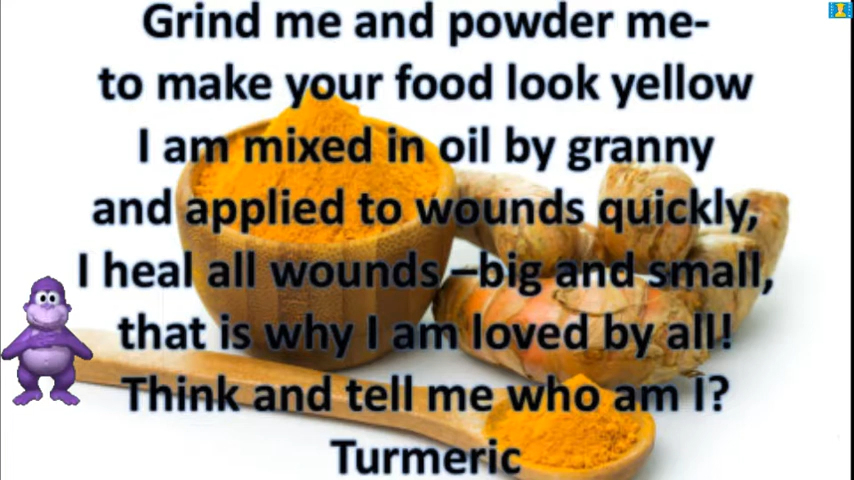 Grind me and powder me-
to make your food look yellow
I am mixed in oil by granny
and applied to wounds quickly,
I heal all wounds –big and small,
that is why I am loved by all!
Think and tell me who am I?
Turmeric